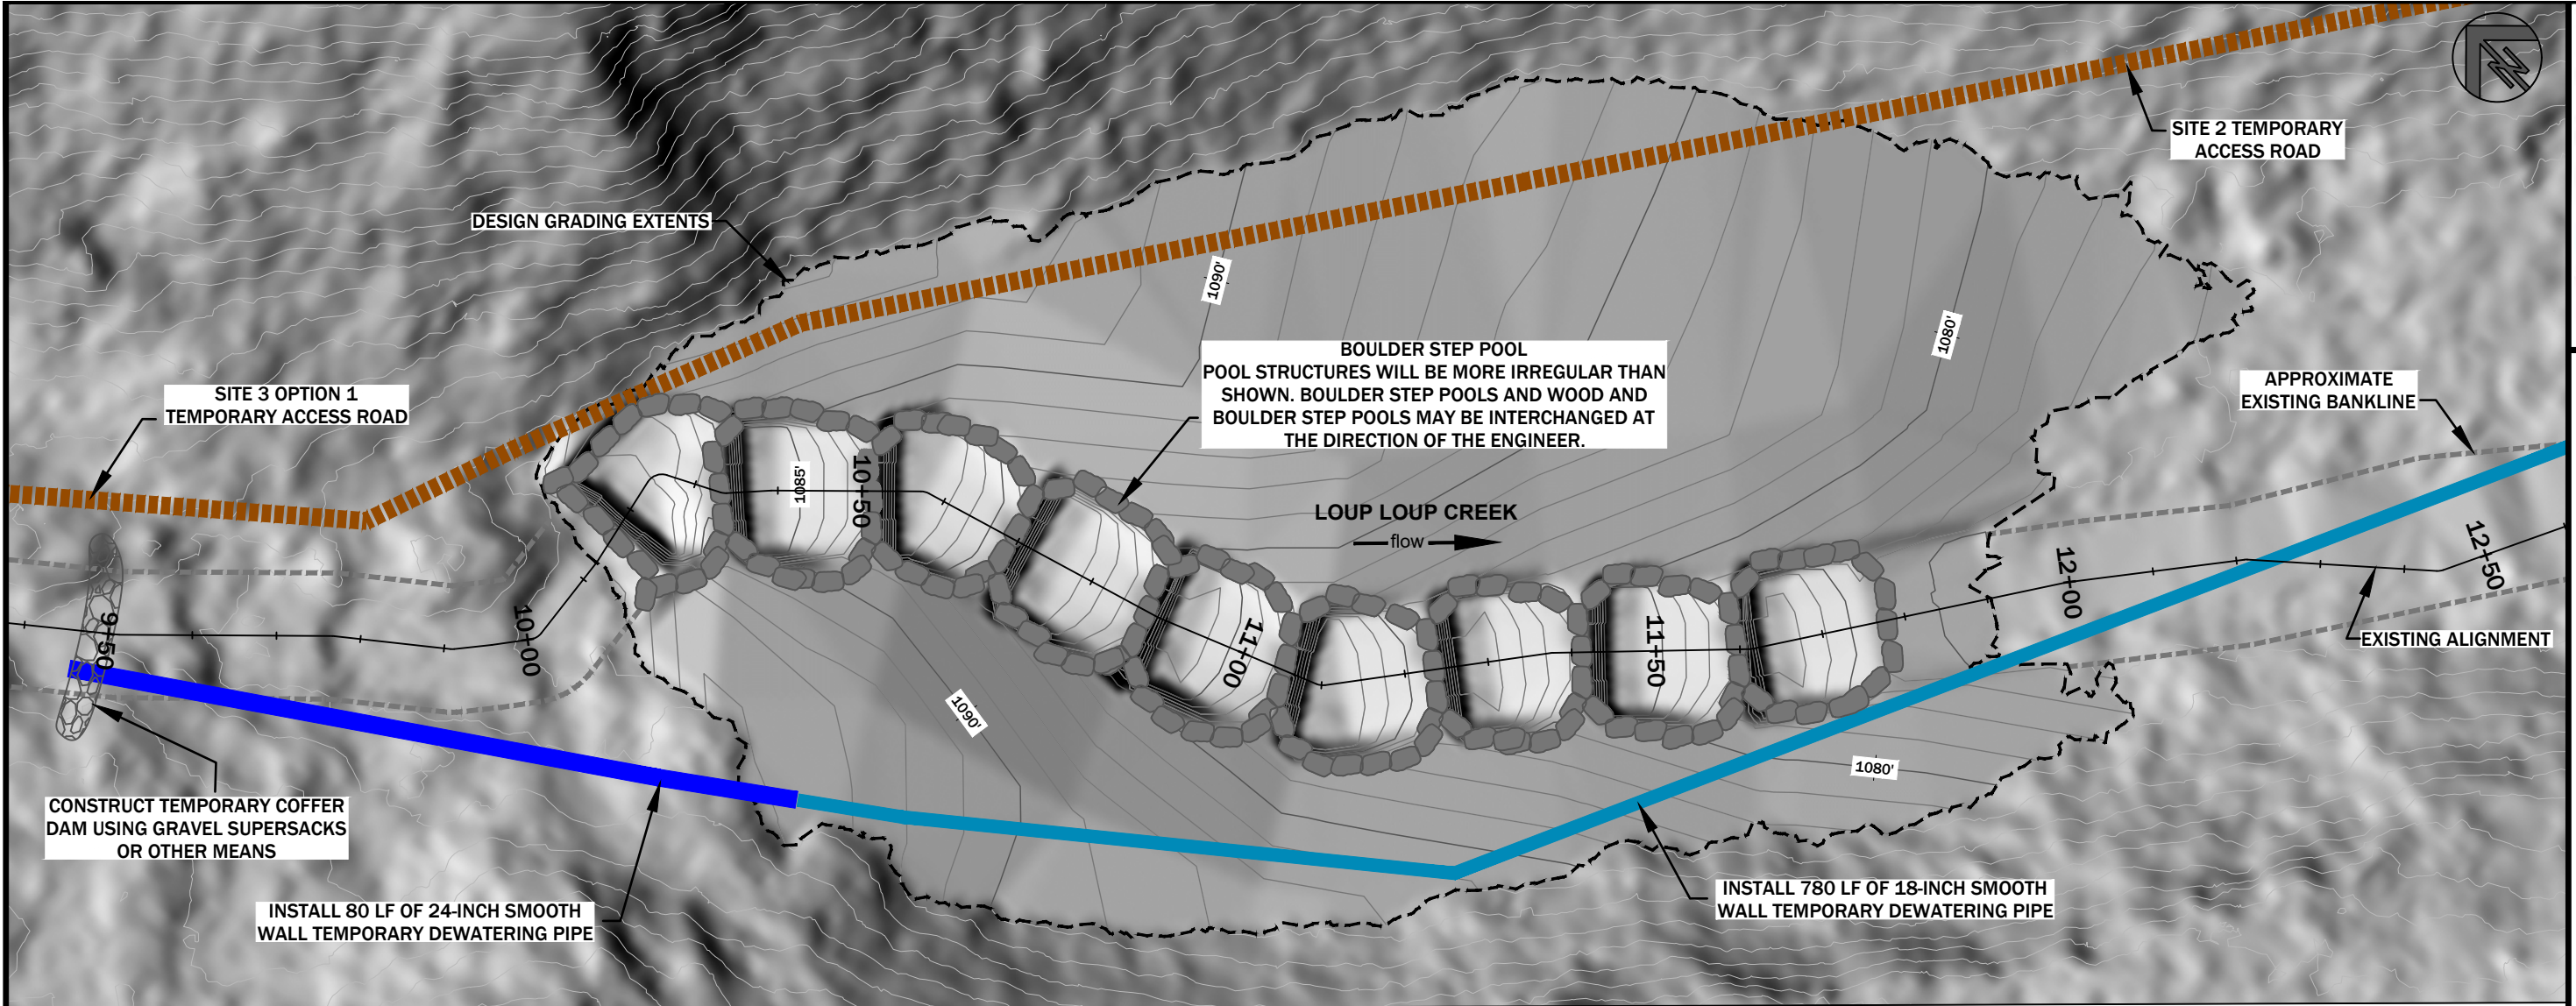 SITE 2 TEMPORARY
ACCESS ROAD
DESIGN GRADING EXTENTS
1090'
1080'
BOULDER STEP POOL
POOL STRUCTURES WILL BE MORE IRREGULAR THAN
SHOWN. BOULDER STEP POOLS AND WOOD AND
BOULDER STEP POOLS MAY BE INTERCHANGED AT
THE DIRECTION OF THE ENGINEER.
SITE 3 OPTION 1
TEMPORARY ACCESS ROAD
APPROXIMATE
EXISTING BANKLINE
1085'
10+50
LOUP LOUP CREEK
flow
9+50
10+00
11+00
11+50
12+00
12+50
EXISTING ALIGNMENT
1090'
1080'
CONSTRUCT TEMPORARY COFFER
DAM USING GRAVEL SUPERSACKS
OR OTHER MEANS
INSTALL 80 LF OF 24-INCH SMOOTH
WALL TEMPORARY DEWATERING PIPE
INSTALL 780 LF OF 18-INCH SMOOTH
WALL TEMPORARY DEWATERING PIPE